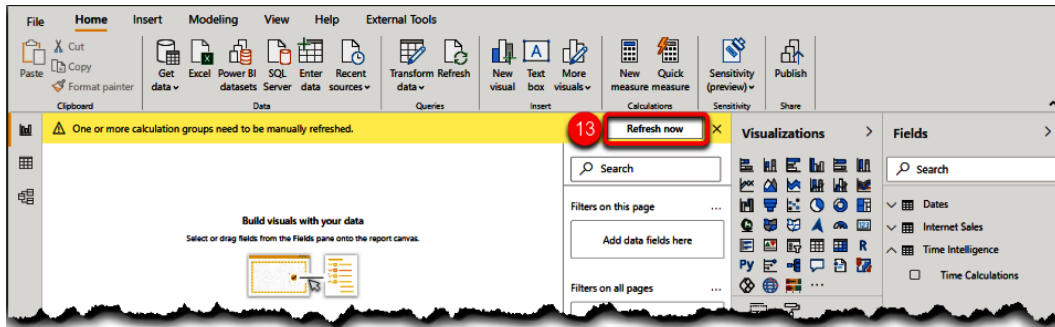 File Home Insert Modeling View Help External Tools
Paste
Cut
Copy
Format painter
Clipboard
Get data
Excel
Power BI datasets
SQL Server
Enter data
Recent sources
Data
Transform data
Refresh
Queries
New visual
Text box
More visuals
Insert
New measure
Quick measure
Calculations
Sensitivity (preview)
Sensitivity
Publish
Share
One or more calculation groups need to be manually refreshed.
13
Refresh now
Build visuals with your data
Select or drag fields from the Fields pane onto the report canvas.
Search
Filters on this page
...
Add data fields here
Filters on all pages
...
Visualizations
R
Py
...
Fields
Search
Dates
Internet Sales
Time Intelligence
Time Calculations